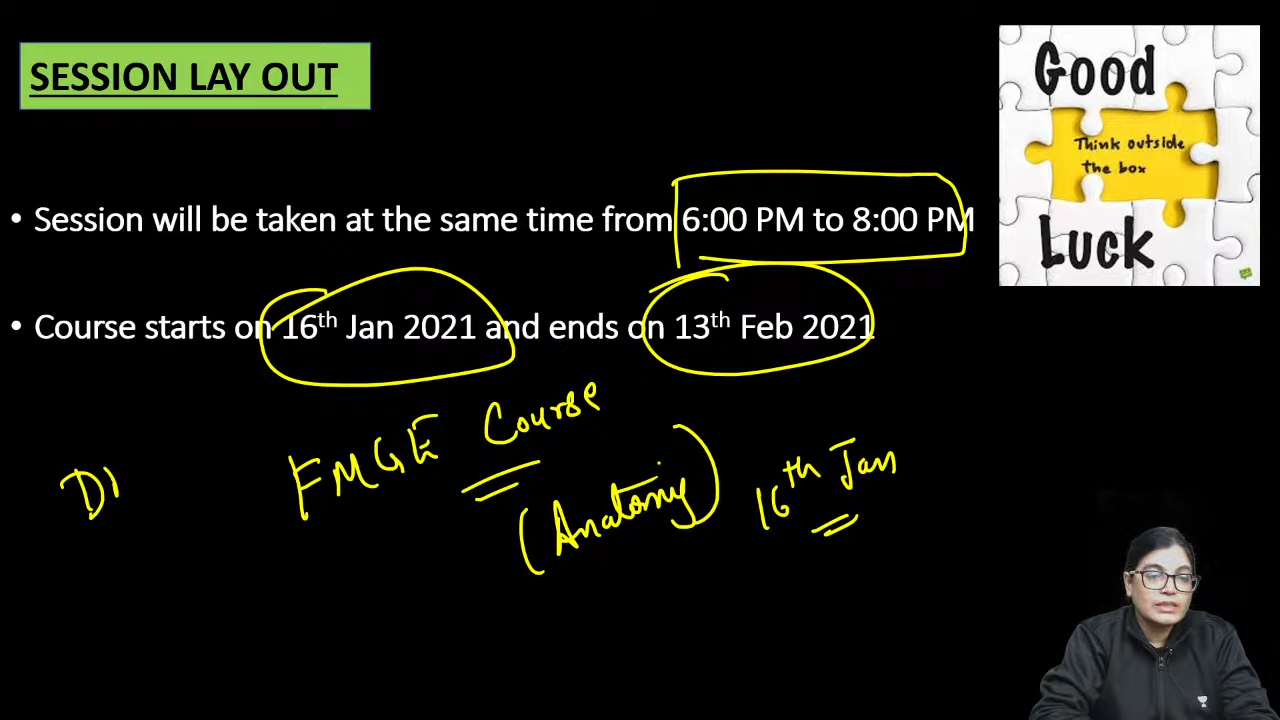 SESSION LAY OUT
Good
Think outside
the box
Luck
• Session will be taken at the same time from 6:00 PM to 8:00 PM
• Course starts on 16th Jan 2021 and ends on 13th Feb 2021
FMGE Course
(Anatomy)
16th Jan